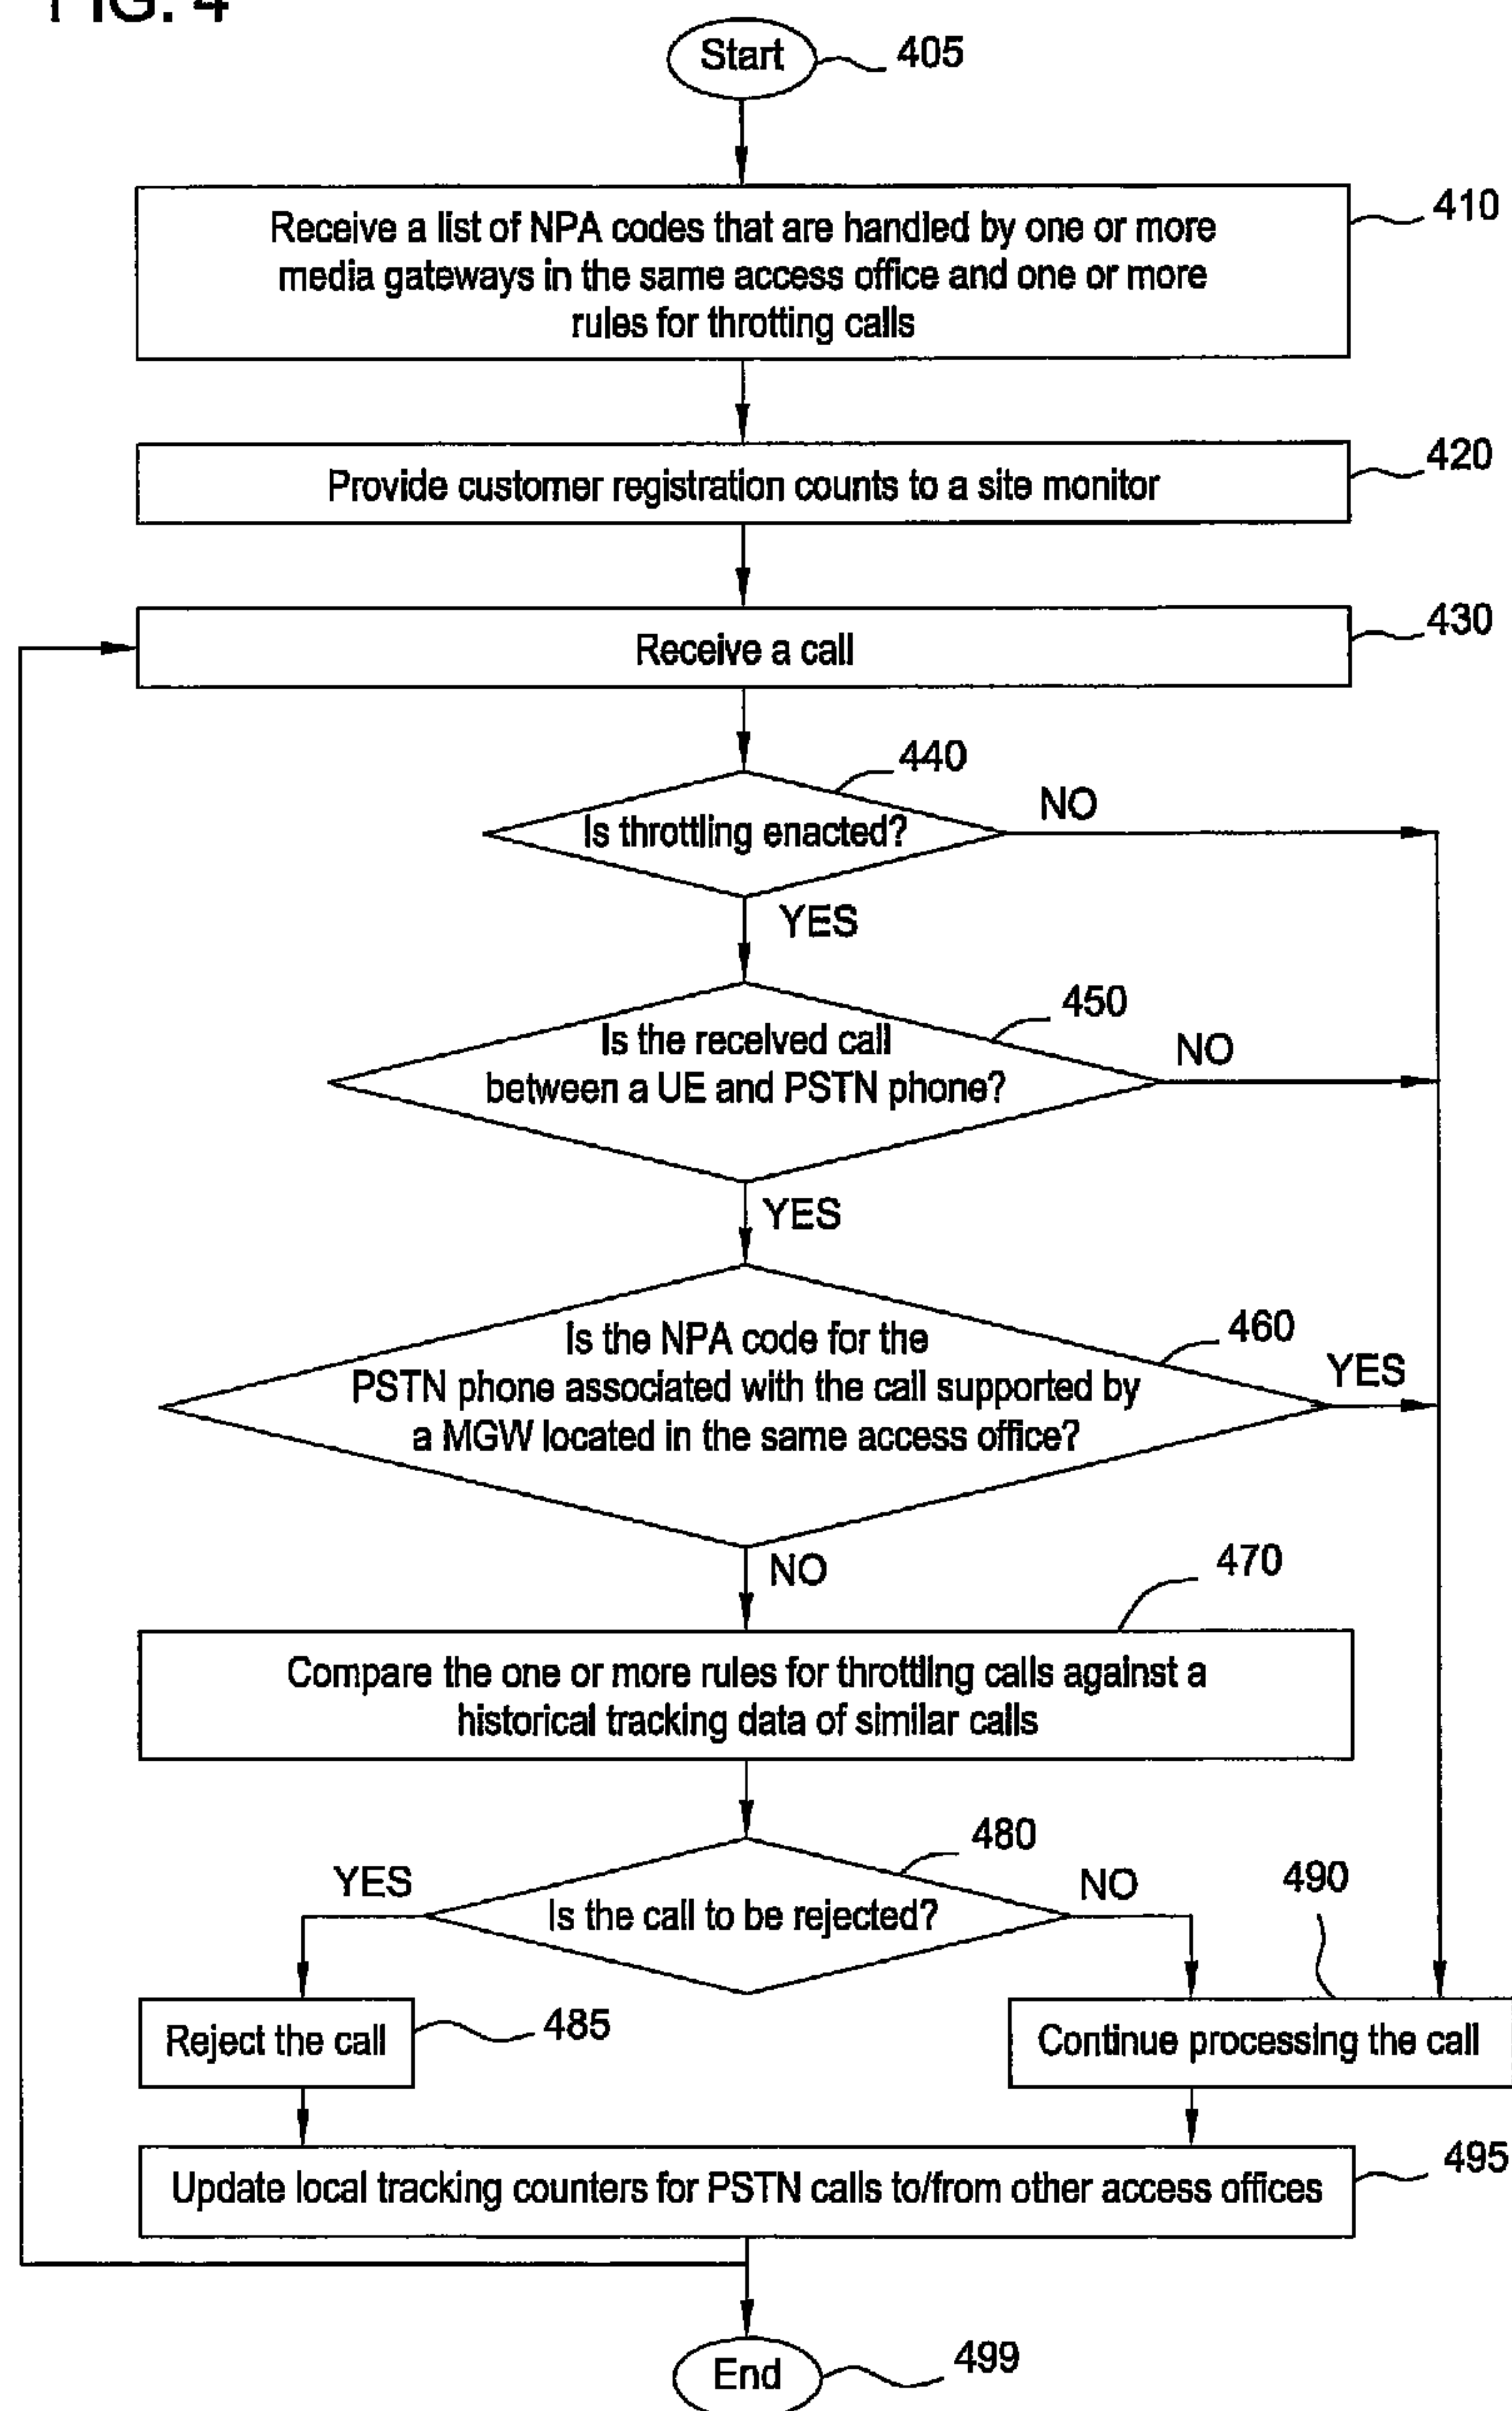 FIG. 4
Start
405
Receive a list of NPA codes that are handled by one or more
media gateways in the same access office and one or more
rules for throtting calls
410
Provide customer registration counts to a site monitor
420
Receive a call
430
440
Is throttling enacted?
NO
YES
450
Is the received call
between a UE and PSTN phone?
NO
YES
460
Is the NPA code for the
PSTN phone associated with the call supported by
a MGW located in the same access office?
YES
NO
470
Compare the one or more rules for throttling calls against a
historical tracking data of similar calls
480
YES
Is the call to be rejected?
NO
490
Reject the call
485
Continue processing the call
Update local tracking counters for PSTN calls to/from other access offices
495
End
499